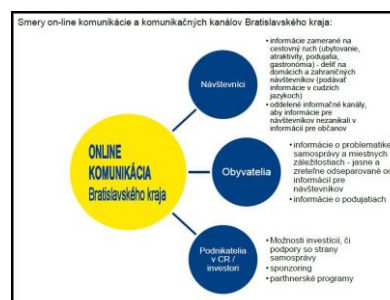 Smery on-line komunikácie a komunikačných kanálov Bratislavského kraja:
• informácie zamerané na
cestovný ruch (ubytovanie,
atraktivity, podujatia,
gastronómia) - deliť na
domácich a zahraničných
návštevníkov (podávať
informácie v cudzích
jazykoch)
• oddelené informačné kanály,
aby informácie pre
návštevníkov nezanikali v
informácií pre občanov
Návštevníci
ONLINE
KOMUNIKÁCIA
Bratislavského kraja
Obyvatelia
• informácie o problematike
samosprávy a miestnych
záležitostiach - jasne a
zreteľne odseparované od
informácií pre
návštevníkov
• informácie o podujatiach
Podnikatelia
v CR /
investori
• Možnosti investícií, či
podpory so strany
samosprávy
• sponzoring
• parthnerské programy